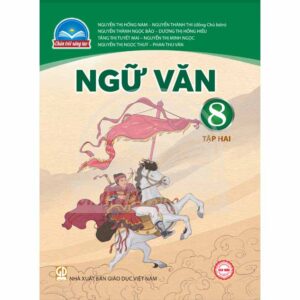 Chân trời sáng tạo
NGUYỄN THỊ HỒNG NAM - NGUYỄN THÀNH THI (đồng Chủ biên)
NGUYỄN THÀNH NGỌC BẢO - DƯƠNG THỊ HỒNG HIẾU
TĂNG THỊ TUYẾT MAI - NGUYỄN THỊ MINH NGỌC
NGUYỄN THỊ NGỌC THUÝ - PHAN THU VÂN
NGỮ VĂN
8
TẬP HAI
NHÀ XUẤT BẢN GIÁO DỤC VIỆT NAM